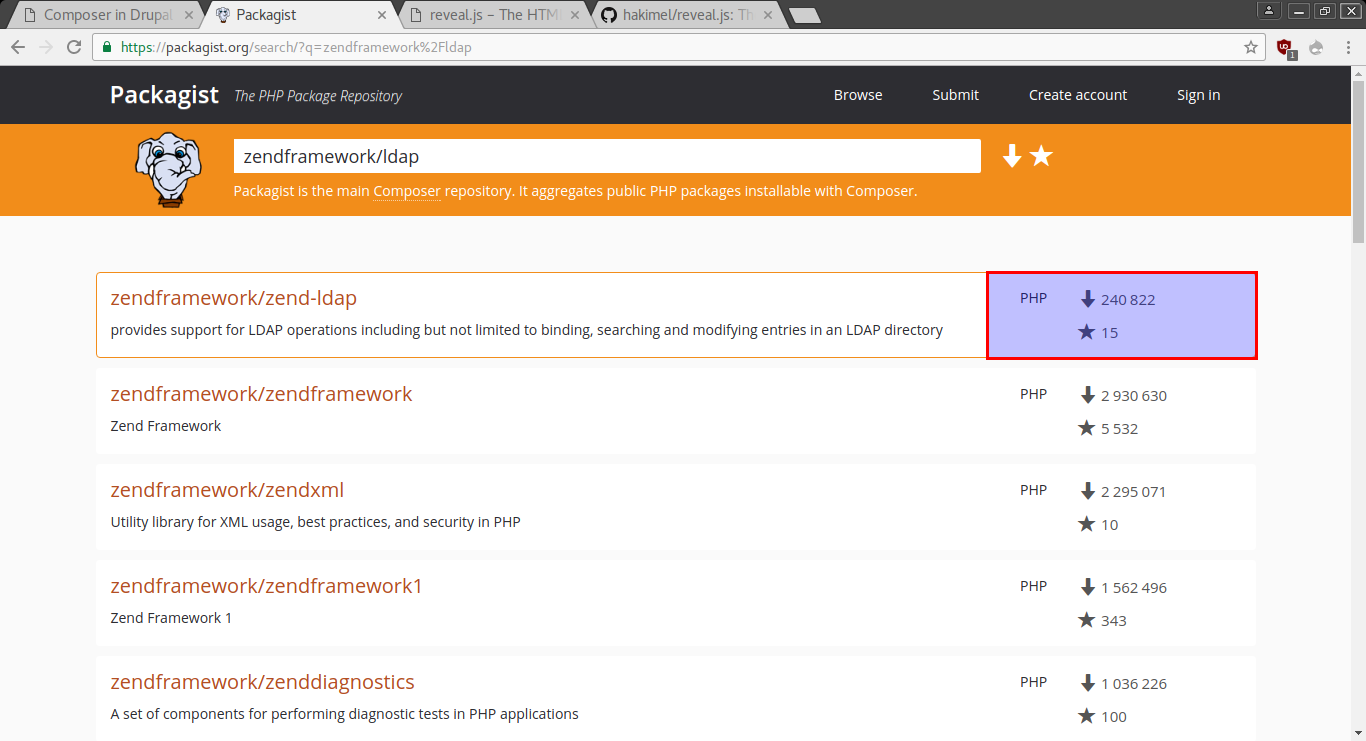 Composer in Drupal
Packagist
reveal.js – The HTML
hakimel/reveal.js: Th
https://packagist.org/search/?q=zendframework%2Fldap
1
Packagist The PHP Package Repository
Browse Submit Create account Sign in
zendframework/ldap
Packagist is the main Composer repository. It aggregates public PHP packages installable with Composer.
zendframework/zend-ldap PHP 240 822
provides support for LDAP operations including but not limited to binding, searching and modifying entries in an LDAP directory 15
zendframework/zendframework PHP 2 930 630
Zend Framework 5 532
zendframework/zendxml PHP 2 295 071
Utility library for XML usage, best practices, and security in PHP 10
zendframework/zendframework1 PHP 1 562 496
Zend Framework 1 343
zendframework/zenddiagnostics PHP 1 036 226
A set of components for performing diagnostic tests in PHP applications 100